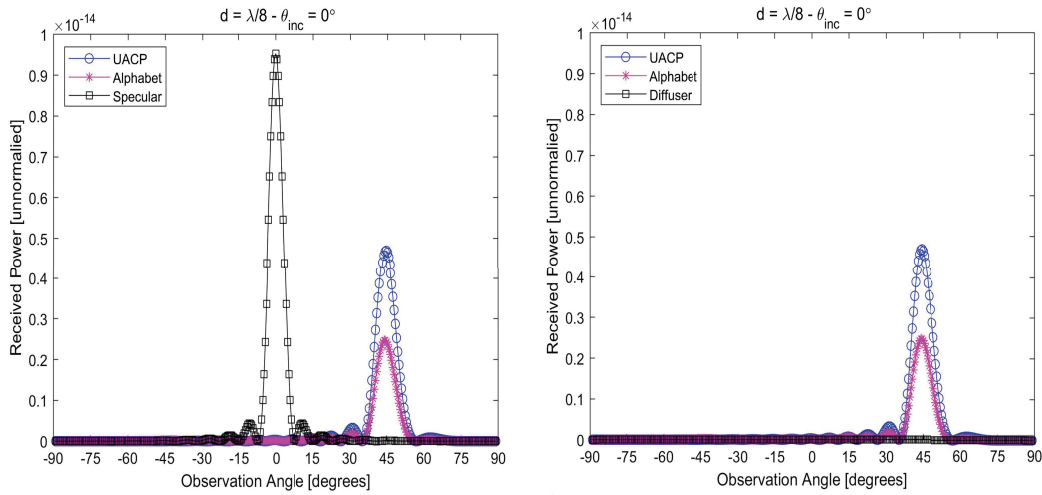 d = λ/8 - θinc = 0°
×10-14
UACP
Alphabet
Specular
Received Power [unnormalied]
1
0.9
0.8
0.7
0.6
0.5
0.4
0.3
0.2
0.1
0
-90 -75 -60 -45 -30 -15 0 15 30 45 60 75 90
Observation Angle [degrees]
d = λ/8 - θinc = 0°
×10-14
UACP
Alphabet
Diffuser
Received Power [unnormalied]
1
0.9
0.8
0.7
0.6
0.5
0.4
0.3
0.2
0.1
0
-90 -75 -60 -45 -30 -15 0 15 30 45 60 75 90
Observation Angle [degrees]